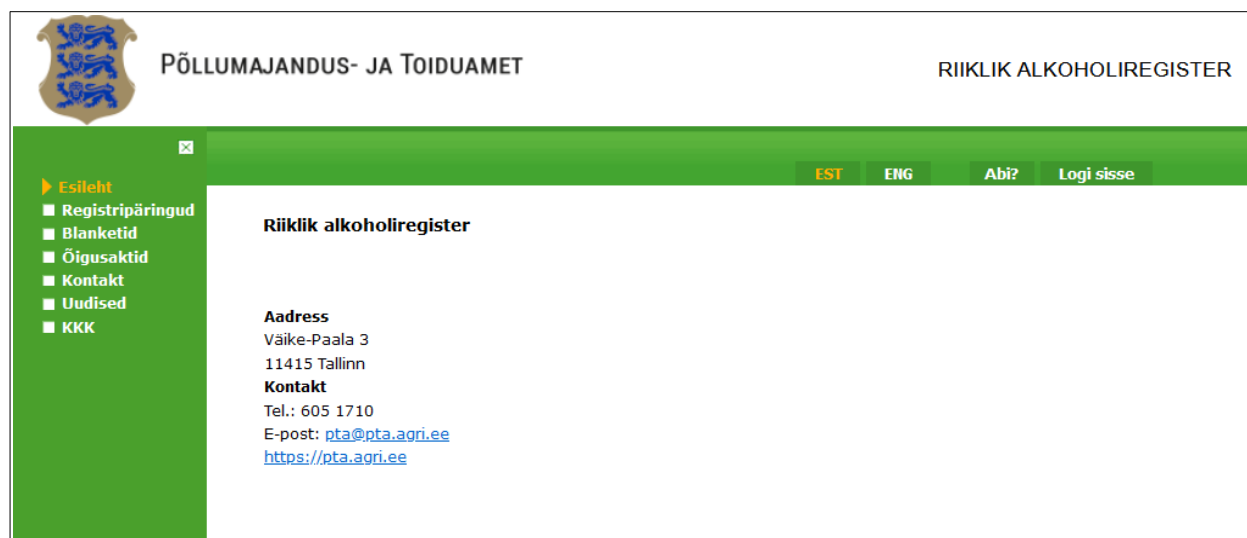 PÕLLUMAJANDUS- JA TOIDUAMET
RIIKLIK ALKOHOLIREGISTER
EST ENG Abi? Logi sisse
Esileht
Registripäringud
Blanketid
Õigusaktid
Kontakt
Uudised
KKK
Riiklik alkoholiregister
Aadress
Väike-Paala 3
11415 Tallinn
Kontakt
Tel.: 605 1710
E-post: pta@pta.agri.ee
https://pta.agri.ee